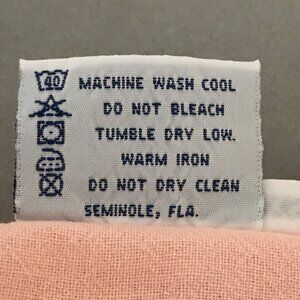 40 MACHINE WASH COOL
DO NOT BLEACH
TUMBLE DRY LOW.
WARM IRON
DO NOT DRY CLEAN
SEMINOLE, FLA.